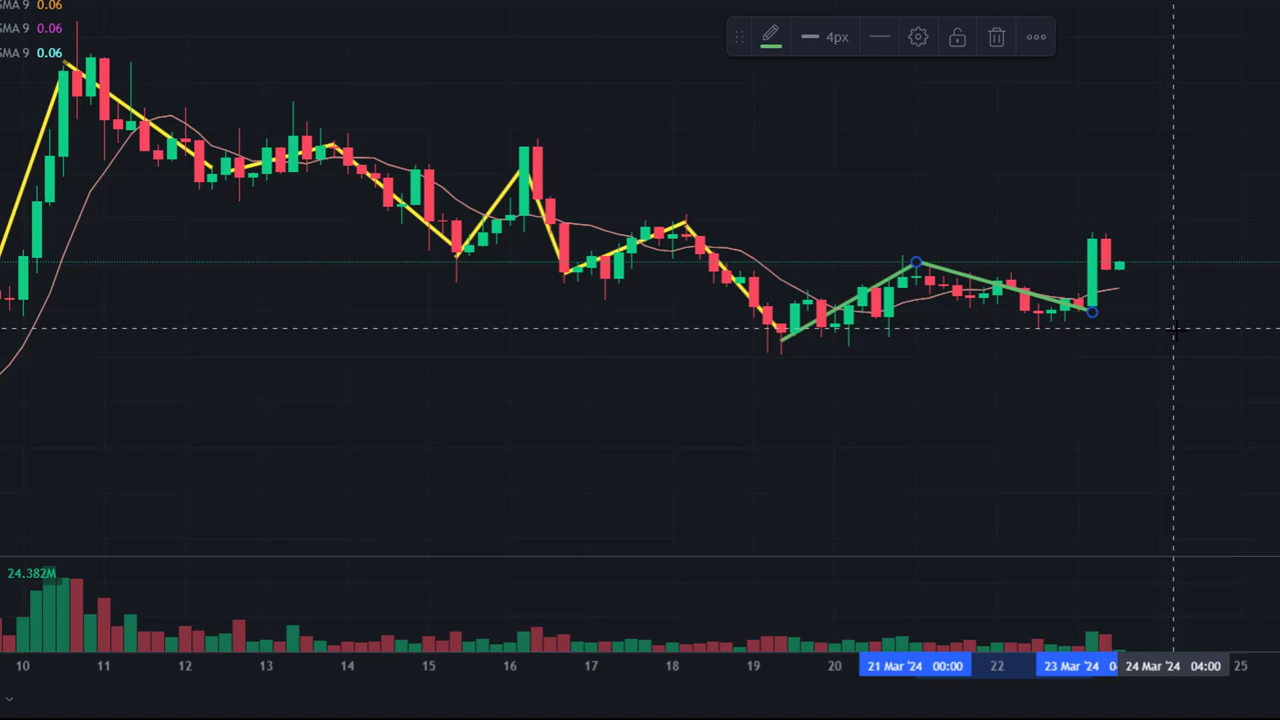 SMA 9 0.06
SMA 9 0.06
SMA 9 0.06
4px
24.382M
10 11 12 13 14 15 16 17 18 19 20 21 Mar '24 00:00 22 23 Mar '24 24 Mar '24 04:00 25